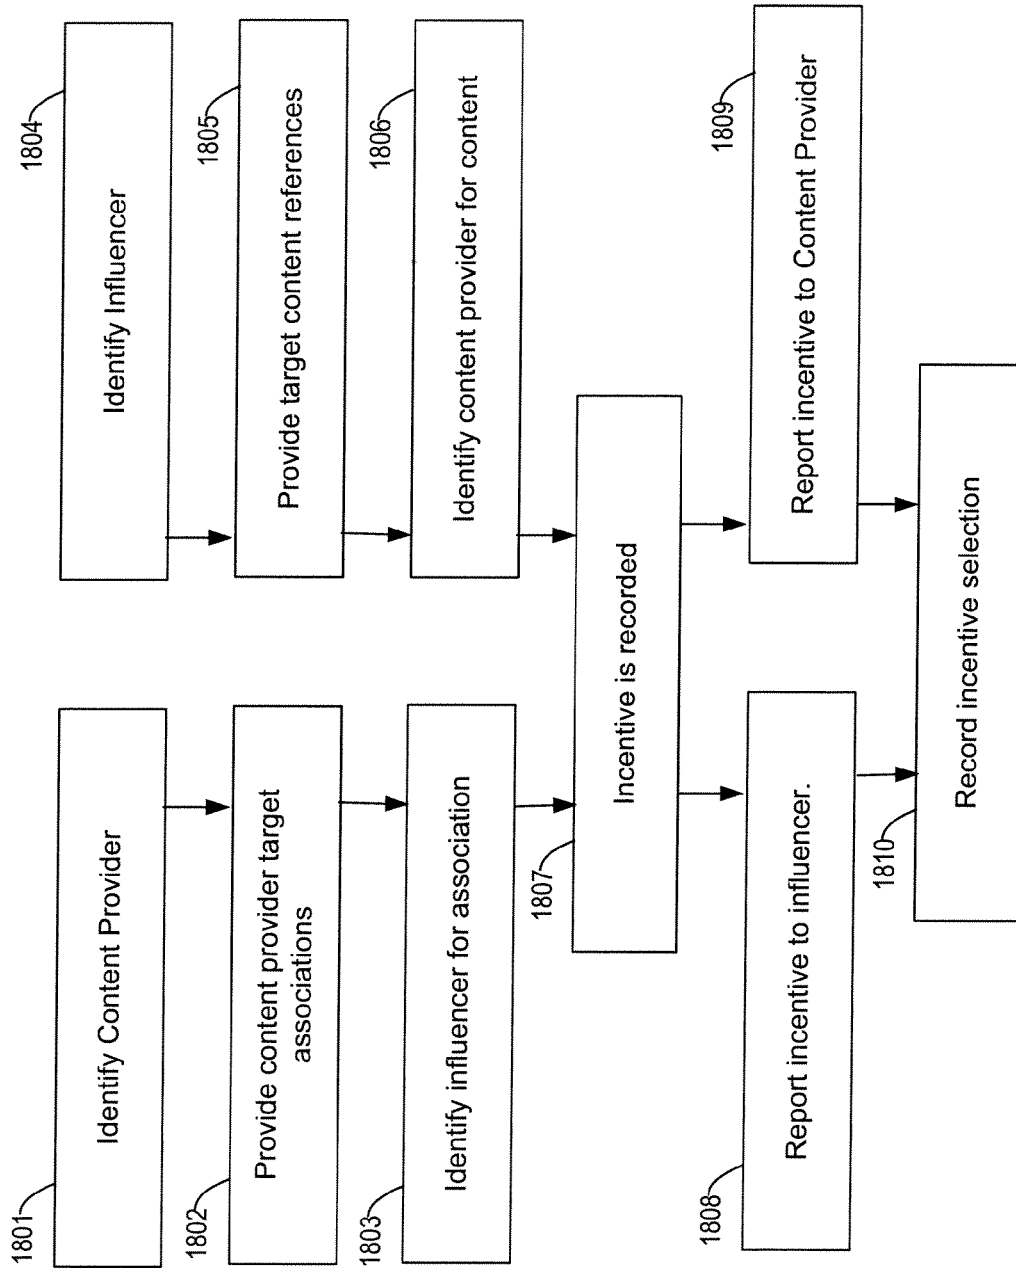 1801
Identify Content Provider
1802
Provide content provider target
associations
1803
Identify influencer for association
1804
Identify Influencer
1805
Provide target content references
1806
Identify content provider for content
1807
Incentive is recorded
1808
Report incentive to influencer.
1809
Report incentive to Content Provider
1810
Record incentive selection